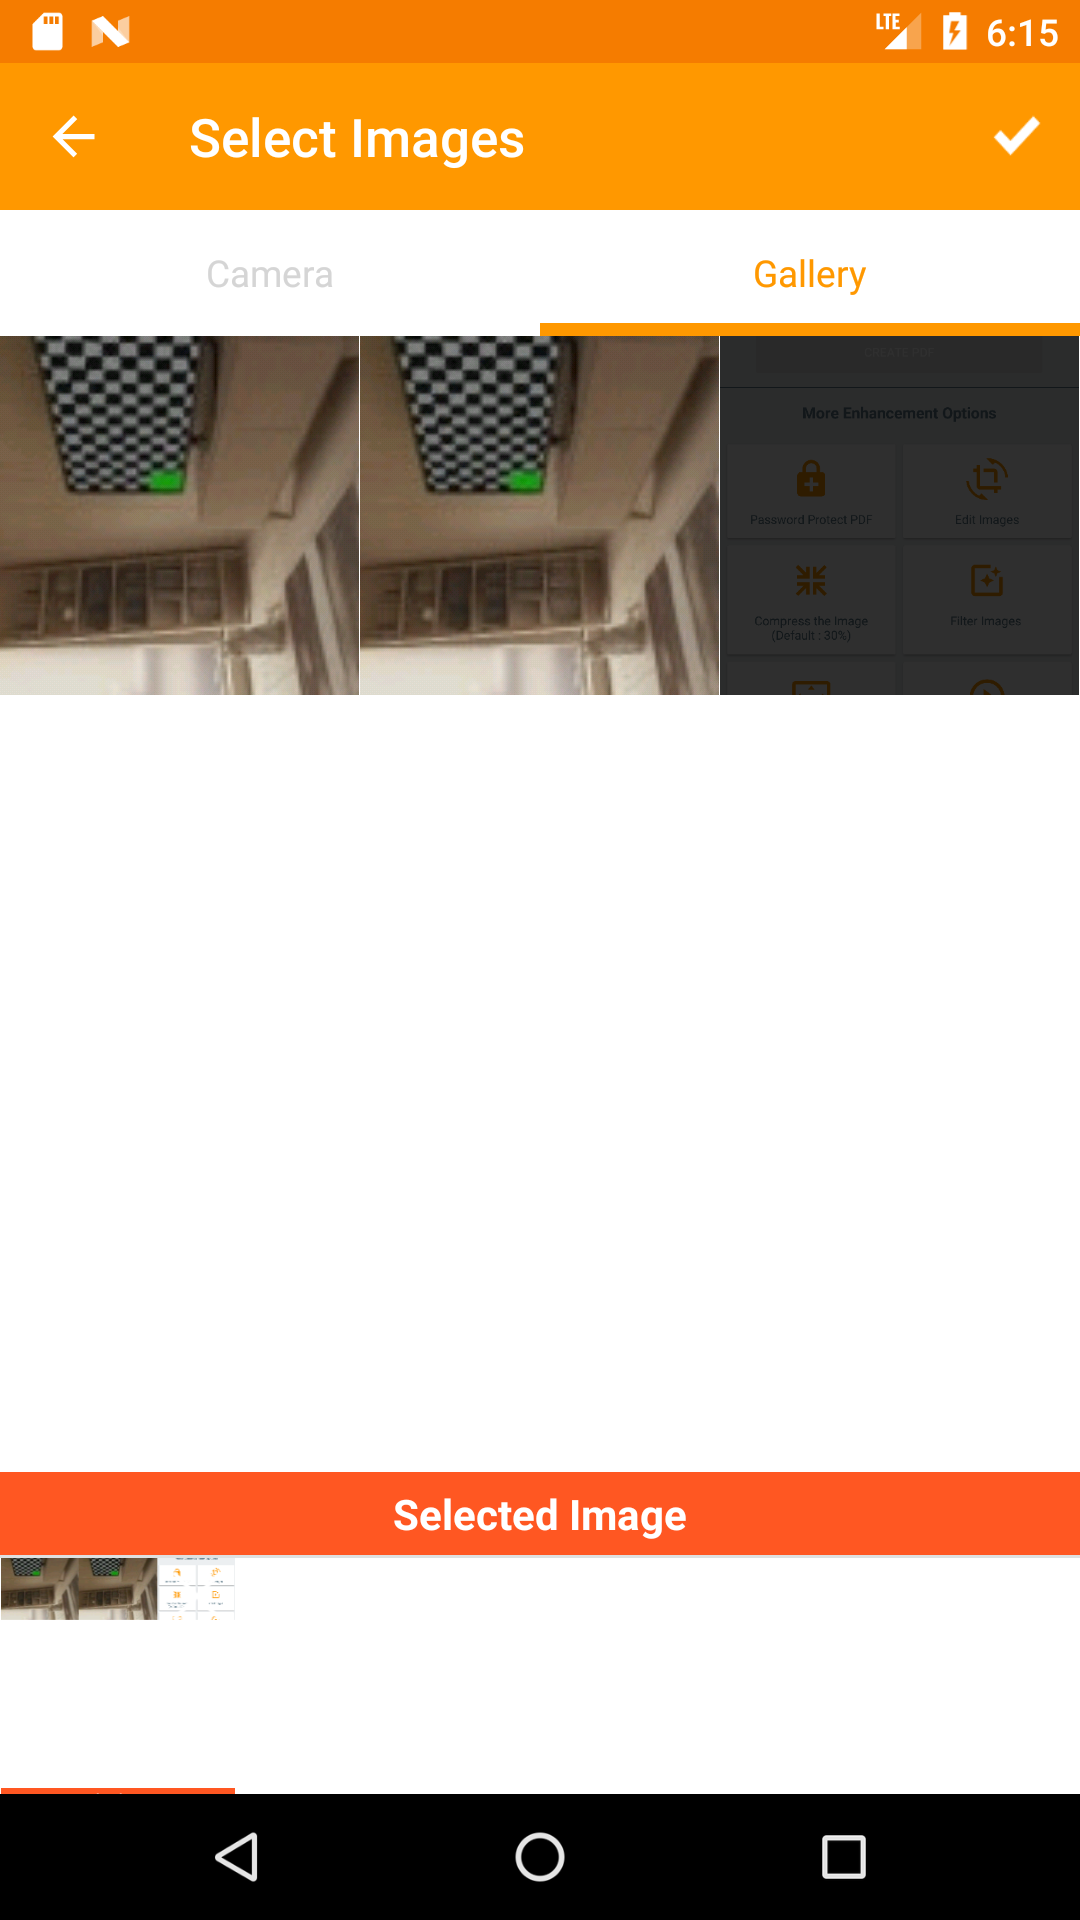 LTE 6:15
Select Images
Camera Gallery
CREATE PDF
More Enhancement Options
Password Protect PDF Edit Images
Compress the Image Filter Images
(Default : 30%)
Selected Image